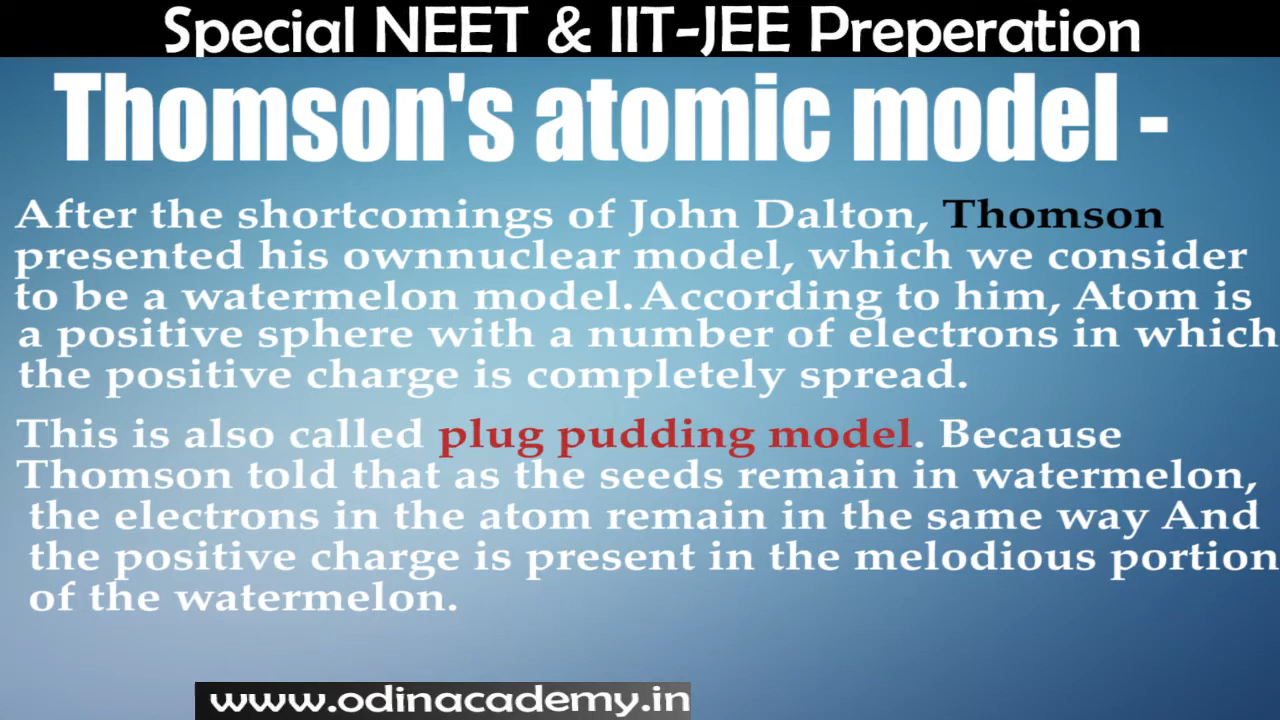 Special NEET & IIT-JEE Preperation
Thomson's atomic model -
After the shortcomings of John Dalton, Thomson
presented his ownnuclear model, which we consider
to be a watermelon model. According to him, Atom is
a positive sphere with a number of electrons in which
the positive charge is completely spread.
This is also called plug pudding model. Because
Thomson told that as the seeds remain in watermelon,
the electrons in the atom remain in the same way And
the positive charge is present in the melodious portion
of the watermelon.
www.odinacademy.in